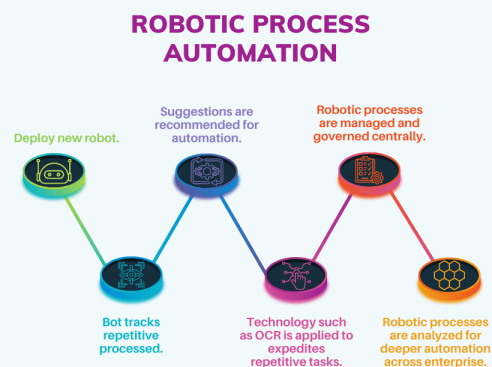 ROBOTIC PROCESS
AUTOMATION
Deploy new robot.
Bot tracks
repetitive
processed.
Suggestions are
recommended for
automation.
Technology such
as OCR is applied to
expedites
repetitive tasks.
Robotic processes
are managed and
governed centrally.
Robotic processes
are analyzed for
deeper automation
across enterprise.